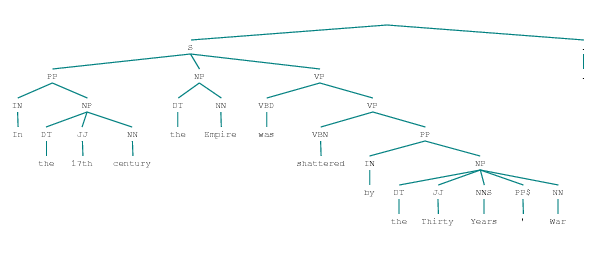 S
PP NP VP
IN NP DT NN VBD VP
In DT JJ NN the Empire was VBN PP
the 17th century shattered IN NP
by DT JJ NNS PP$ NN
the Thirty Years ' War